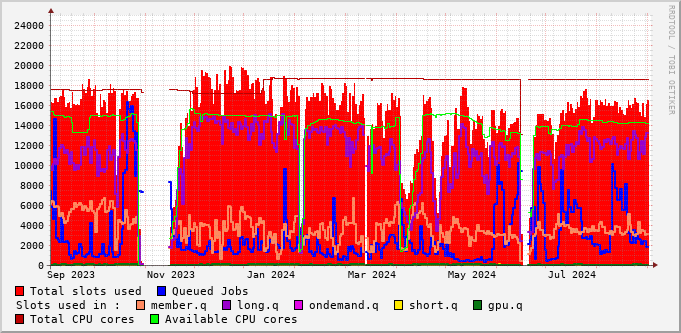 24000
22000
20000
18000
16000
14000
12000
10000
8000
6000
4000
2000
0
Sep 2023 Nov 2023 Jan 2024 Mar 2024 May 2024 Jul 2024
Total slots used Queued Jobs
Slots used in : member.q long.q ondemand.q short.q gpu.q
Total CPU cores Available CPU cores
RRDTOOL / TOBI OETIKER